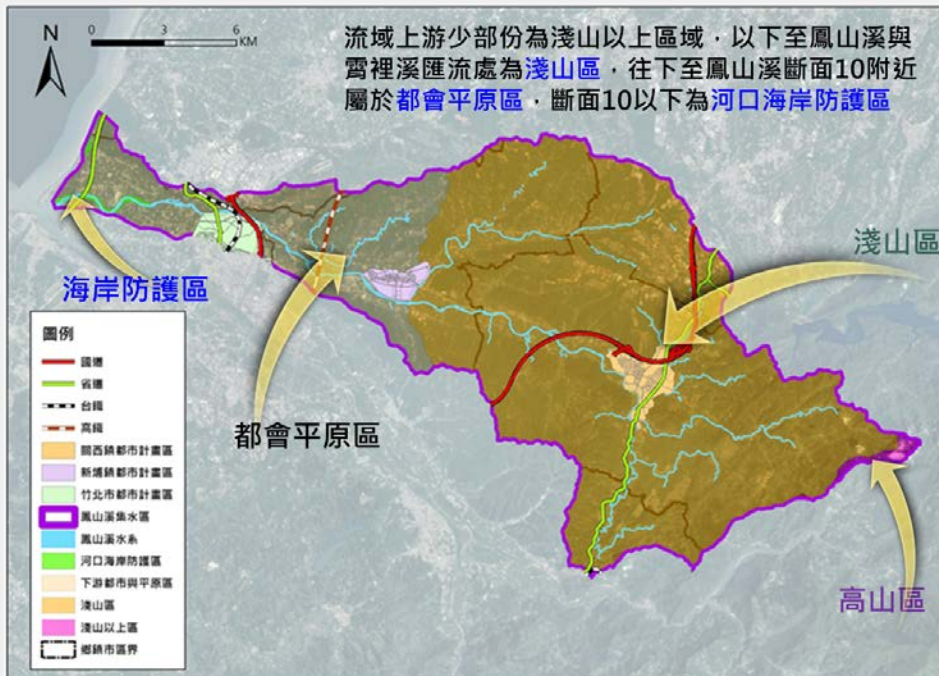 N
0 3 6
KM
流域上游少部份為淺山以上區域，以下至鳳山溪與
霄裡溪匯流處為淺山區，往下至鳳山溪斷面10附近
屬於都會平原區，斷面10以下為河口海岸防護區
淺山區
海岸防護區
都會平原區
高山區
圖例
國道
省道
台鐵
高鐵
關西鎮都市計畫區
新埔鎮都市計畫區
竹北市都市計畫區
鳳山溪集水區
鳳山溪水系
河口海岸防護區
下游都市與平原區
淺山區
淺山以上區
鄉鎮市區界